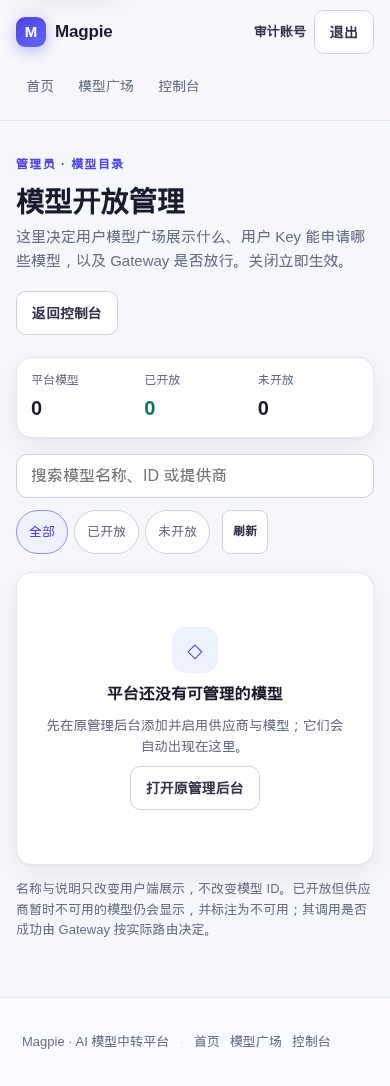 M Magpie 审计账号 退出
首页 模型广场 控制台
管理员 · 模型目录
模型开放管理
这里决定用户模型广场展示什么、用户 Key 能申请哪
些模型，以及 Gateway 是否放行。关闭立即生效。
返回控制台
平台模型 已开放 未开放
0 0 0
搜索模型名称、ID 或提供商
全部 已开放 未开放 刷新
平台还没有可管理的模型
先在原管理后台添加并启用供应商与模型；它们会
自动出现在这里。
打开原管理后台
名称与说明只改变用户端展示，不改变模型 ID。已开放但供应
商暂时不可用的模型仍会显示，并标注为不可用；其调用是否
成功由 Gateway 按实际路由决定。
Magpie · AI 模型中转平台 · 首页 模型广场 控制台